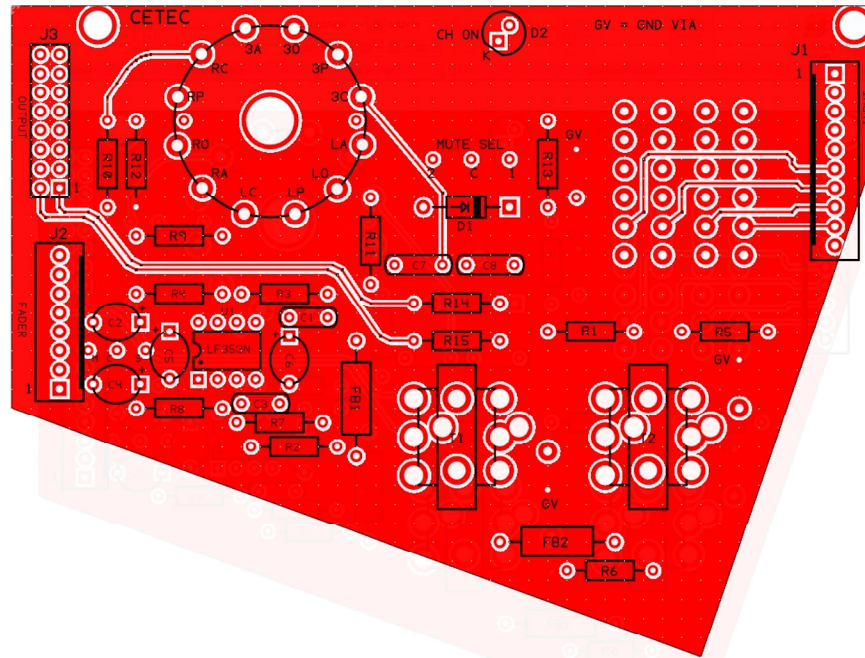 CETEC
GV = GND VIA
CH ON
D2
K
J3
J1
3A
3O
RC
3P
1
RP
3C
OUTPUT
RO
LA
MUTE SEL
GV
R10
R12
R13
2
C
1
RA
LO
LC
LP
1
D1
R9
R11
J2
C7
C8
R4
R3
R14
U1
C1
C2
FADER
R1
R5
C5
LF353N
C6
R15
GV
C4
1
FB1
R8
C3
R7
T1
T2
R2
GV
FB2
R6